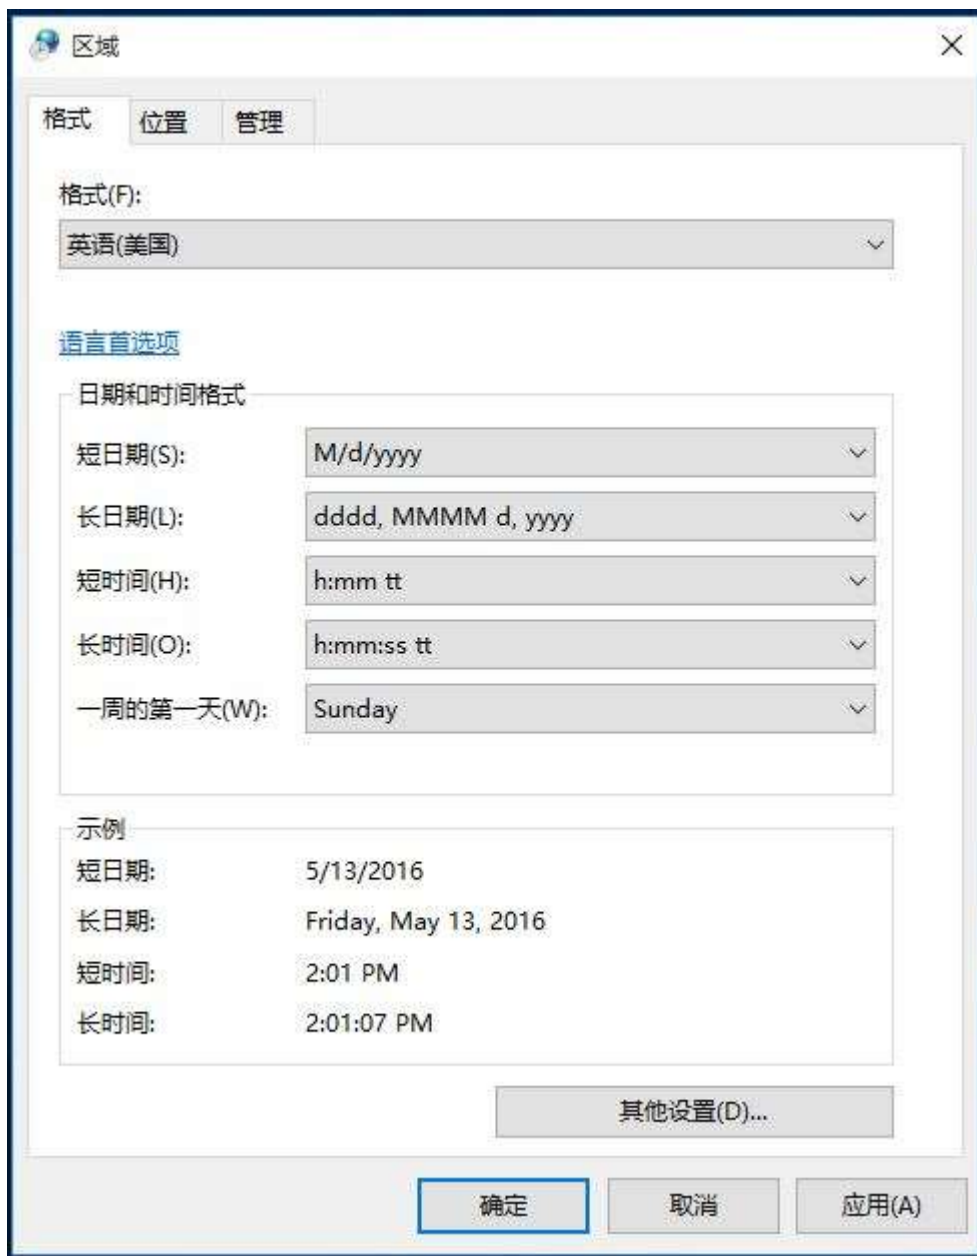 区域
格式 位置 管理
格式(F):
英语(美国)
语言首选项
日期和时间格式
短日期(S): M/d/yyyy
长日期(L): dddd, MMMM d, yyyy
短时间(H): h:mm tt
长时间(O): h:mm:ss tt
一周的第一天(W): Sunday
示例
短日期: 5/13/2016
长日期: Friday, May 13, 2016
短时间: 2:01 PM
长时间: 2:01:07 PM
其他设置(D)...
确定 取消 应用(A)